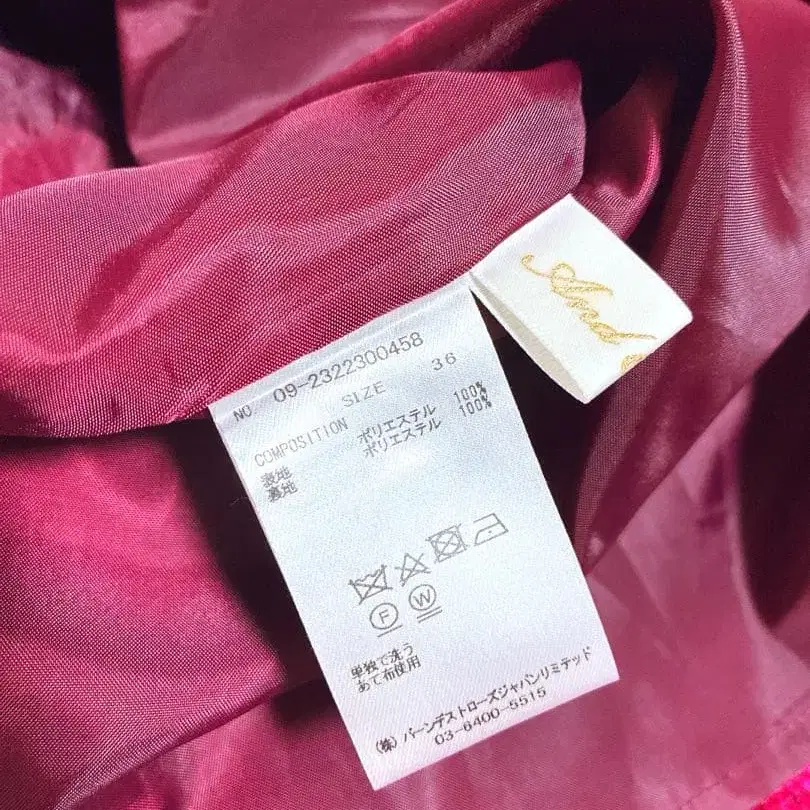 And
NO. 09-2322300458
SIZE 36
COMPOSITION ポリエステル 100%
ポリエステル 100%
表地
裏地
F W
単独で洗う
あて布使用
(株) バーンデストローズジャパンリミテッド
03-6400-5515